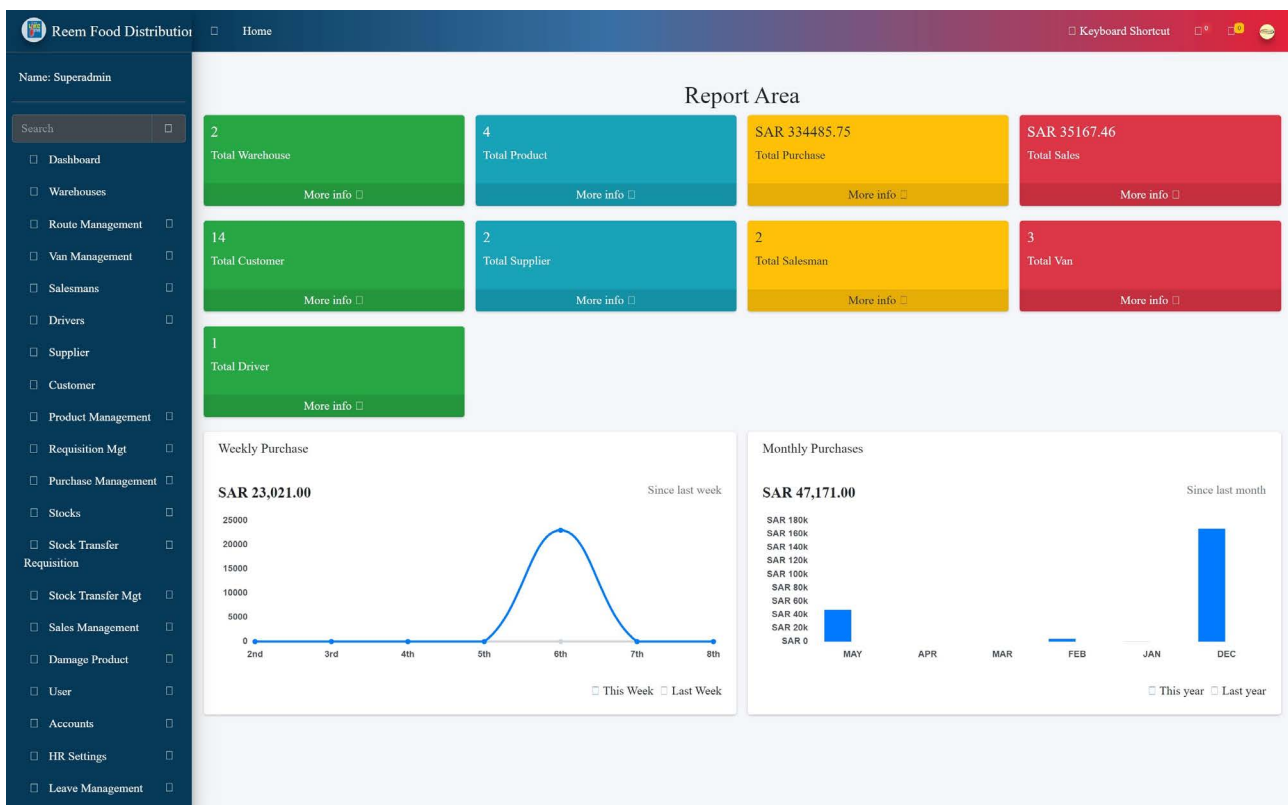 Reem Food Distribution
Home
Keyboard Shortcut
0
0
Name: Superadmin
Search
Dashboard
Warehouses
Route Management
Van Management
Salesmans
Drivers
Supplier
Customer
Product Management
Requisition Mgt
Purchase Management
Stocks
Stock Transfer
Requisition
Stock Transfer Mgt
Sales Management
Damage Product
User
Accounts
HR Settings
Leave Management
Report Area
2
Total Warehouse
More info
4
Total Product
More info
SAR 334485.75
Total Purchase
More info
SAR 35167.46
Total Sales
More info
14
Total Customer
More info
2
Total Supplier
More info
2
Total Salesman
More info
3
Total Van
More info
1
Total Driver
More info
Weekly Purchase
SAR 23,021.00
Since last week
25000
20000
15000
10000
5000
0
2nd 3rd 4th 5th 6th 7th 8th
This Week Last Week
Monthly Purchases
SAR 47,171.00
Since last month
SAR 180k
SAR 160k
SAR 140k
SAR 120k
SAR 100k
SAR 80k
SAR 60k
SAR 40k
SAR 20k
SAR 0
MAY APR MAR FEB JAN DEC
This year Last year